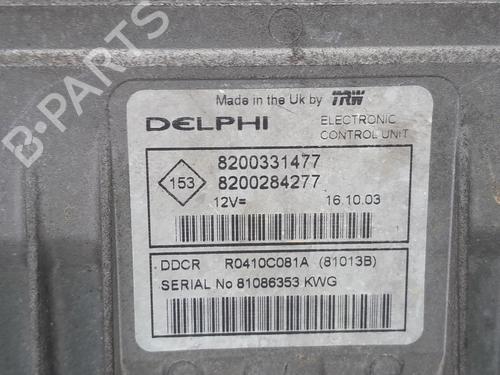 B-PARTS
Made in the Uk by TRW
DELPHI ELECTRONIC CONTROL UNIT
153
8200331477
8200284277
12V= 16.10.03
DDCR R0410C081A (81013B)
SERIAL No 81086353 KWG